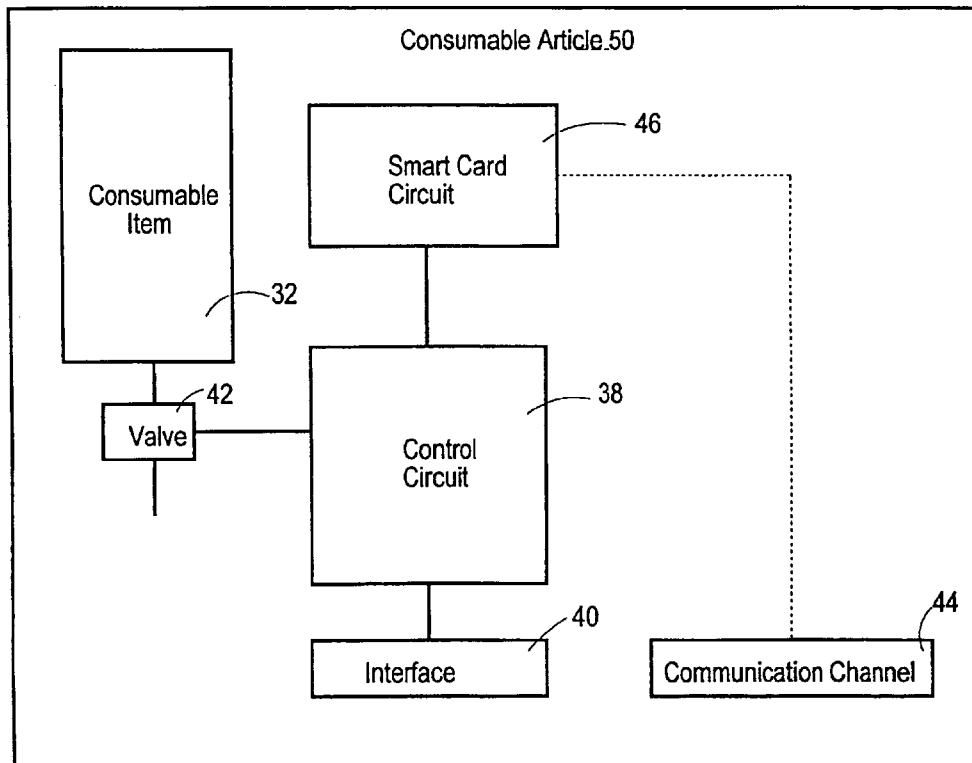 Consumable Article 50
46
Smart Card
Circuit
Consumable
Item
32
42
Valve
38
Control
Circuit
40
Interface
44
Communication Channel